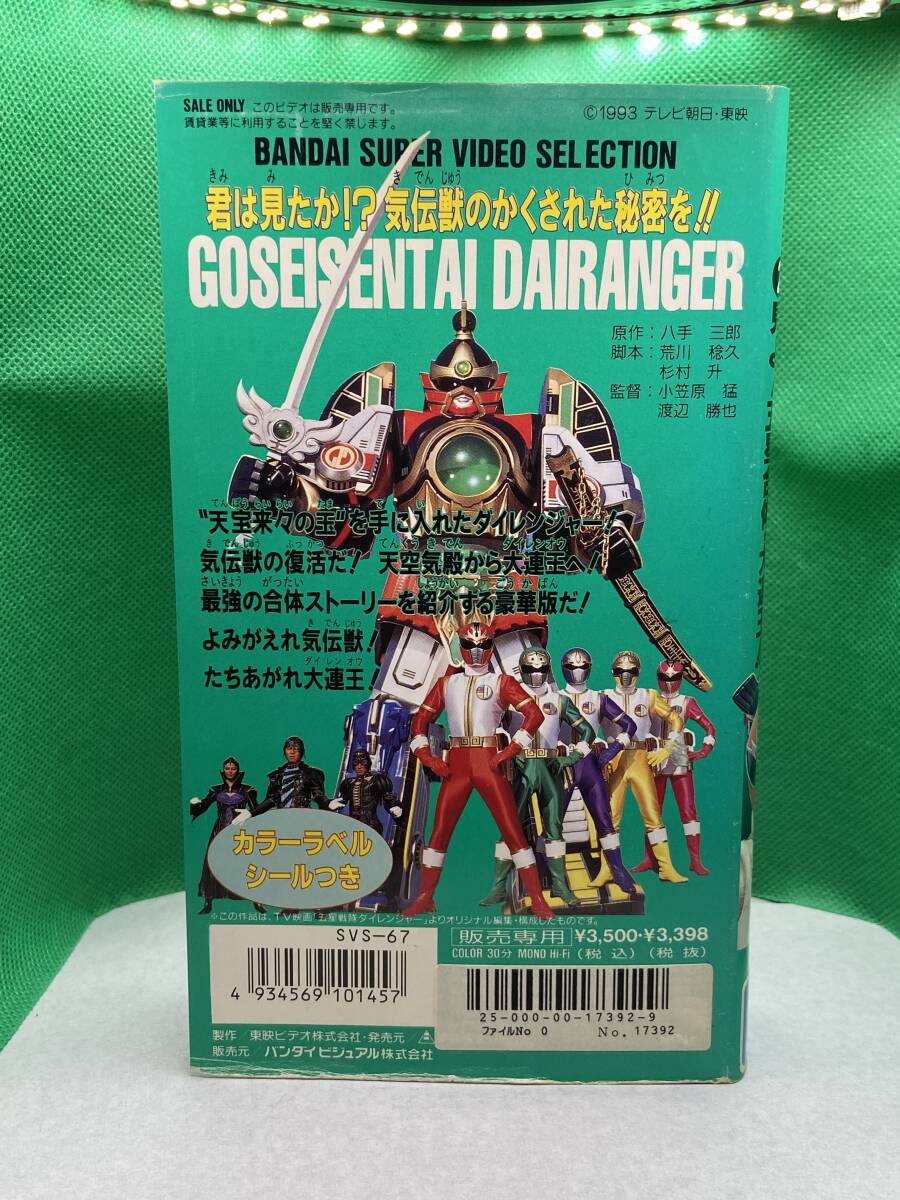 SALE ONLY このビデオは販売専用です。
賃貸業等に利用することを堅く禁じます。
©1993 テレビ朝日・東映
BANDAI SUPER VIDEO SELECTION
君は見たか!? 気伝獣のかくされた秘密を!!
GOSEISENTAI DAIRANGER
原作：八手 三郎
脚本：荒川 稔久
杉村 升
監督：小笠原 猛
渡辺 勝也
“天宝来々の玉”を手に入れたダイレンジャー！
気伝獣の復活だ！ 天空気殿から大連王へ！
最強の合体ストーリーを紹介する豪華版だ！
よみがえれ気伝獣！
たちあがれ大連王！
カラーラベル
シールつき
※この作品は、TV映画「五星戦隊ダイレンジャー」よりオリジナル編集・構成したものです。
SVS-67
4 934569 101457
販売専用 ¥3,500・¥3,398
COLOR 30分 MONO Hi-Fi (税込) (税抜)
25-000-00-17392-9
ファイルNo 0 No. 17392
製作 / 東映ビデオ株式会社・発売元
販売元 / バンダイビジュアル株式会社